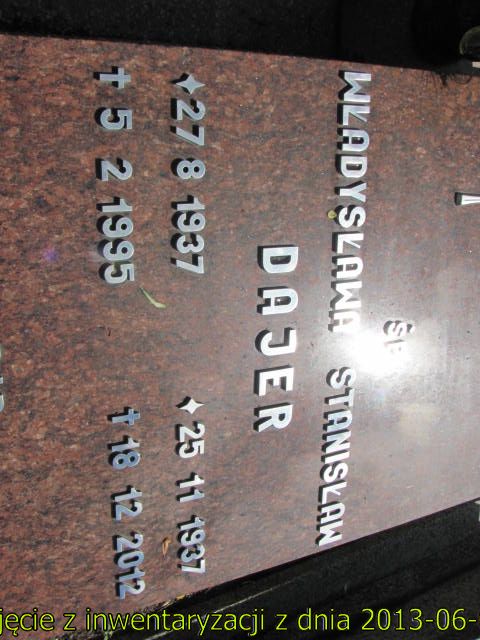 ŚP
WŁADYSŁAWA STANISŁAW
DAJER
✦ 27 8 1937 ✦ 25 11 1937
✝ 5 2 1995 ✝ 18 12 2012
jęcie z inwentaryzacji z dnia 2013-06-